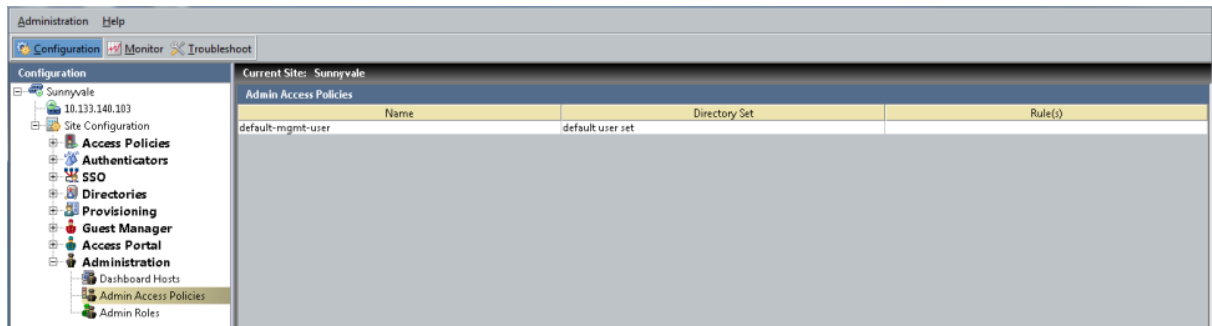 Administration Help
Configuration Monitor Troubleshoot
Configuration
Sunnyvale
10.133.140.103
Site Configuration
Access Policies
Authenticators
SSO
Directories
Provisioning
Guest Manager
Access Portal
Administration
Dashboard Hosts
Admin Access Policies
Admin Roles
Current Site: Sunnyvale
Admin Access Policies
Name Directory Set Rule(s)
default-mgmt-user default user set